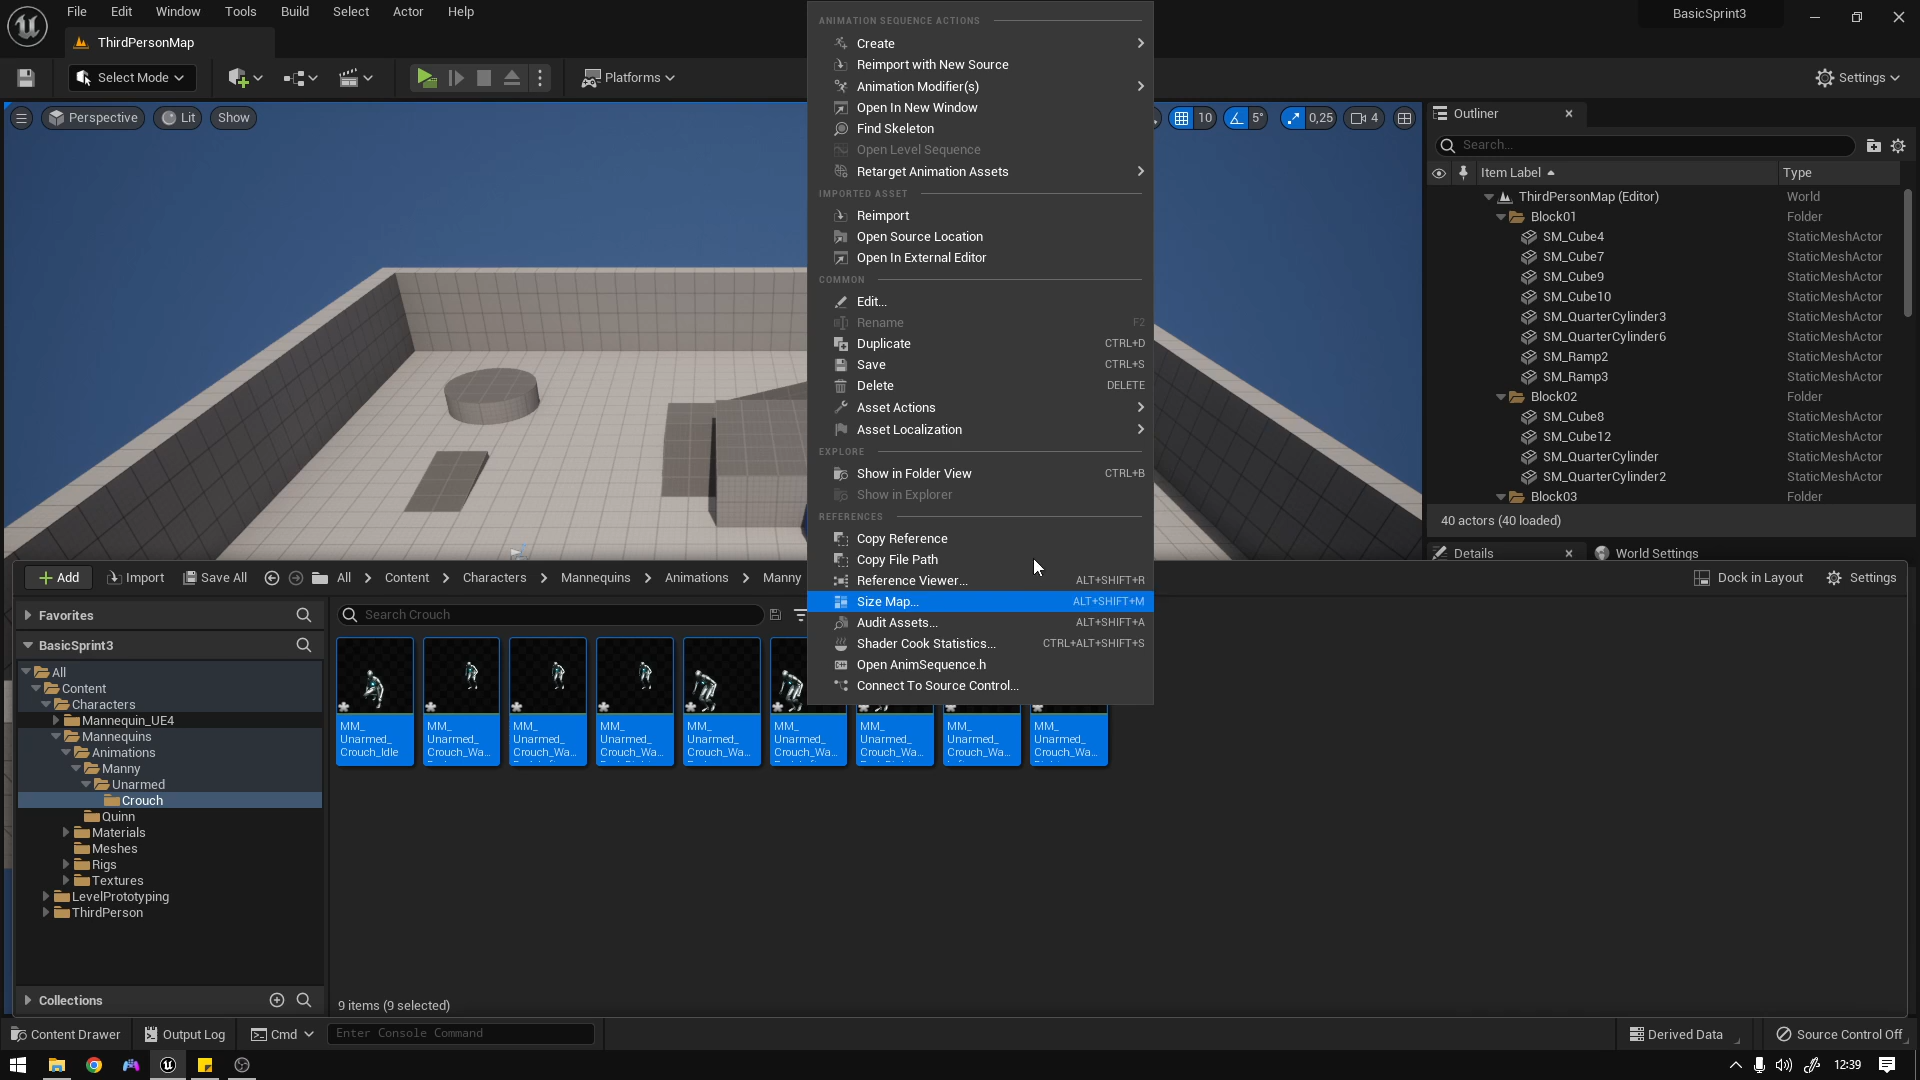 File Edit Window Tools Build Select Actor Help
BasicSprint3
ThirdPersonMap
Select Mode
Platforms
Settings
Perspective Lit Show
10 5° 0,25 4
ANIMATION SEQUENCE ACTIONS
Create
Reimport with New Source
Animation Modifier(s)
Open In New Window
Find Skeleton
Open Level Sequence
Retarget Animation Assets
IMPORTED ASSET
Reimport
Open Source Location
Open In External Editor
COMMON
Edit...
Rename F2
Duplicate CTRL+D
Save CTRL+S
Delete DELETE
Asset Actions
Asset Localization
EXPLORE
Show in Folder View CTRL+B
Show in Explorer
REFERENCES
Copy Reference
Copy File Path
Reference Viewer... ALT+SHIFT+R
Size Map... ALT+SHIFT+M
Audit Assets... ALT+SHIFT+A
Shader Cook Statistics... CTRL+ALT+SHIFT+S
Open AnimSequence.h
Connect To Source Control...
Outliner
Search...
Item Label Type
ThirdPersonMap (Editor) World
Block01 Folder
SM_Cube4 StaticMeshActor
SM_Cube7 StaticMeshActor
SM_Cube9 StaticMeshActor
SM_Cube10 StaticMeshActor
SM_QuarterCylinder3 StaticMeshActor
SM_QuarterCylinder6 StaticMeshActor
SM_Ramp2 StaticMeshActor
SM_Ramp3 StaticMeshActor
Block02 Folder
SM_Cube8 StaticMeshActor
SM_Cube12 StaticMeshActor
SM_QuarterCylinder StaticMeshActor
SM_QuarterCylinder2 StaticMeshActor
Block03 Folder
40 actors (40 loaded)
Details World Settings
Add Import Save All All Content Characters Mannequins Animations Manny
Dock in Layout Settings
Favorites
BasicSprint3
All
Content
Characters
Mannequin_UE4
Mannequins
Animations
Manny
Unarmed
Crouch
Quinn
Materials
Meshes
Rigs
Textures
LevelPrototyping
ThirdPerson
Collections
Search Crouch
MM_ MM_ MM_ MM_ MM_ MM_ MM_ MM_ MM_
Unarmed_ Unarmed_ Unarmed_ Unarmed_ Unarmed_ Unarmed_ Unarmed_ Unarmed_ Unarmed_
Crouch_Idle Crouch_Wa... Crouch_Wa... Crouch_Wa... Crouch_Wa... Crouch_Wa... Crouch_Wa... Crouch_Wa... Crouch_Wa...
9 items (9 selected)
Content Drawer Output Log Cmd Enter Console Command
Derived Data Source Control Off
12:39